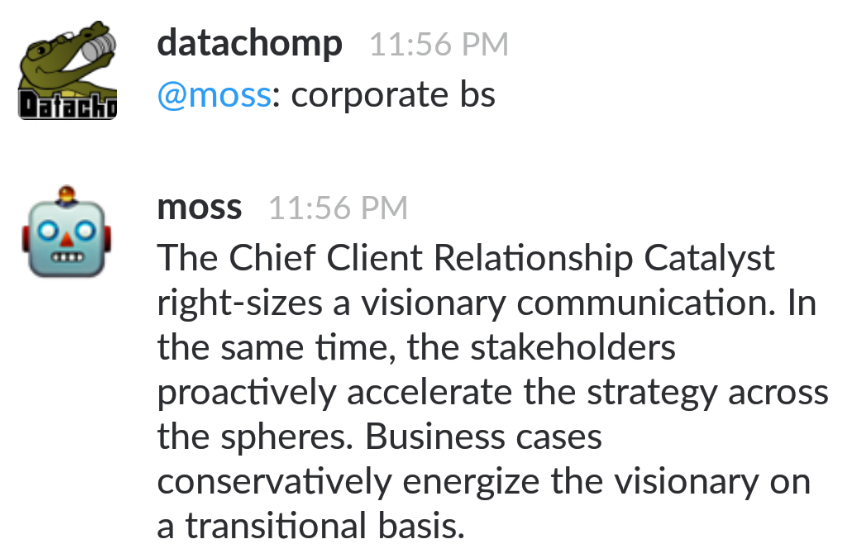 datachomp 11:56 PM
@moss: corporate bs
Datacho
moss 11:56 PM
The Chief Client Relationship Catalyst
right-sizes a visionary communication. In
the same time, the stakeholders
proactively accelerate the strategy across
the spheres. Business cases
conservatively energize the visionary on
a transitional basis.